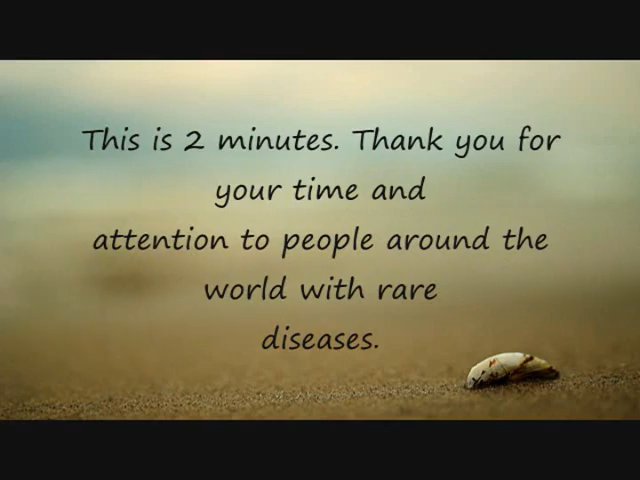 This is 2 minutes. Thank you for
your time and
attention to people around the
world with rare
diseases.